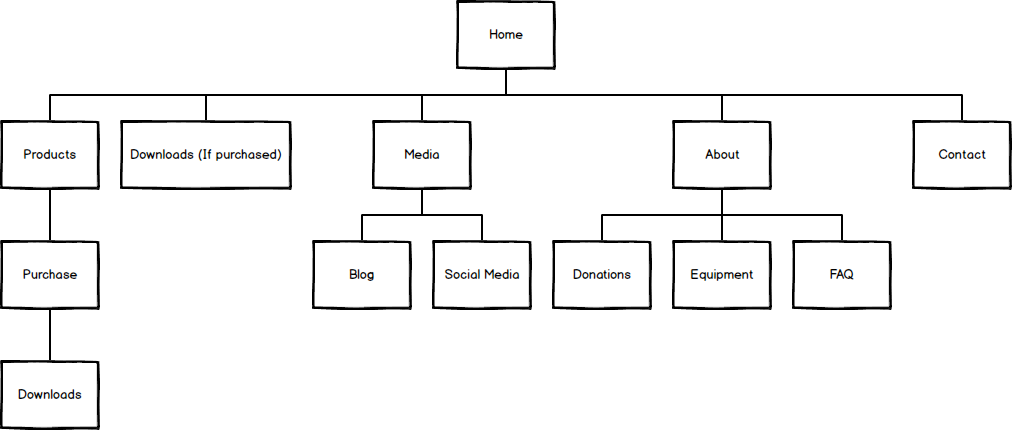 Home
Products
Downloads (If purchased)
Media
About
Contact
Purchase
Blog
Social Media
Donations
Equipment
FAQ
Downloads